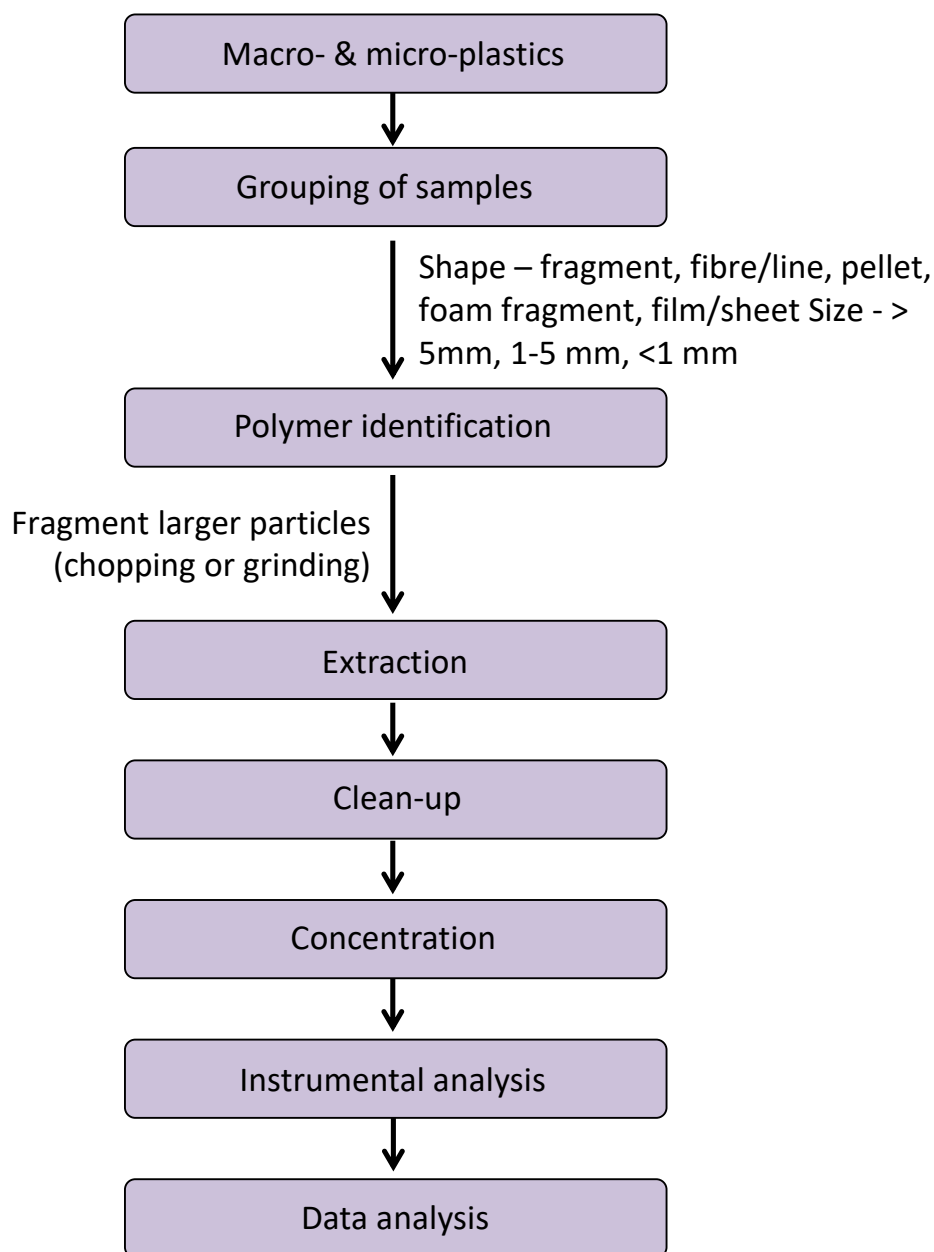 Macro- & micro-plastics
Grouping of samples
Shape – fragment, fibre/line, pellet,
foam fragment, film/sheet Size - >
5mm, 1-5 mm, <1 mm
Polymer identification
Fragment larger particles
(chopping or grinding)
Extraction
Clean-up
Concentration
Instrumental analysis
Data analysis